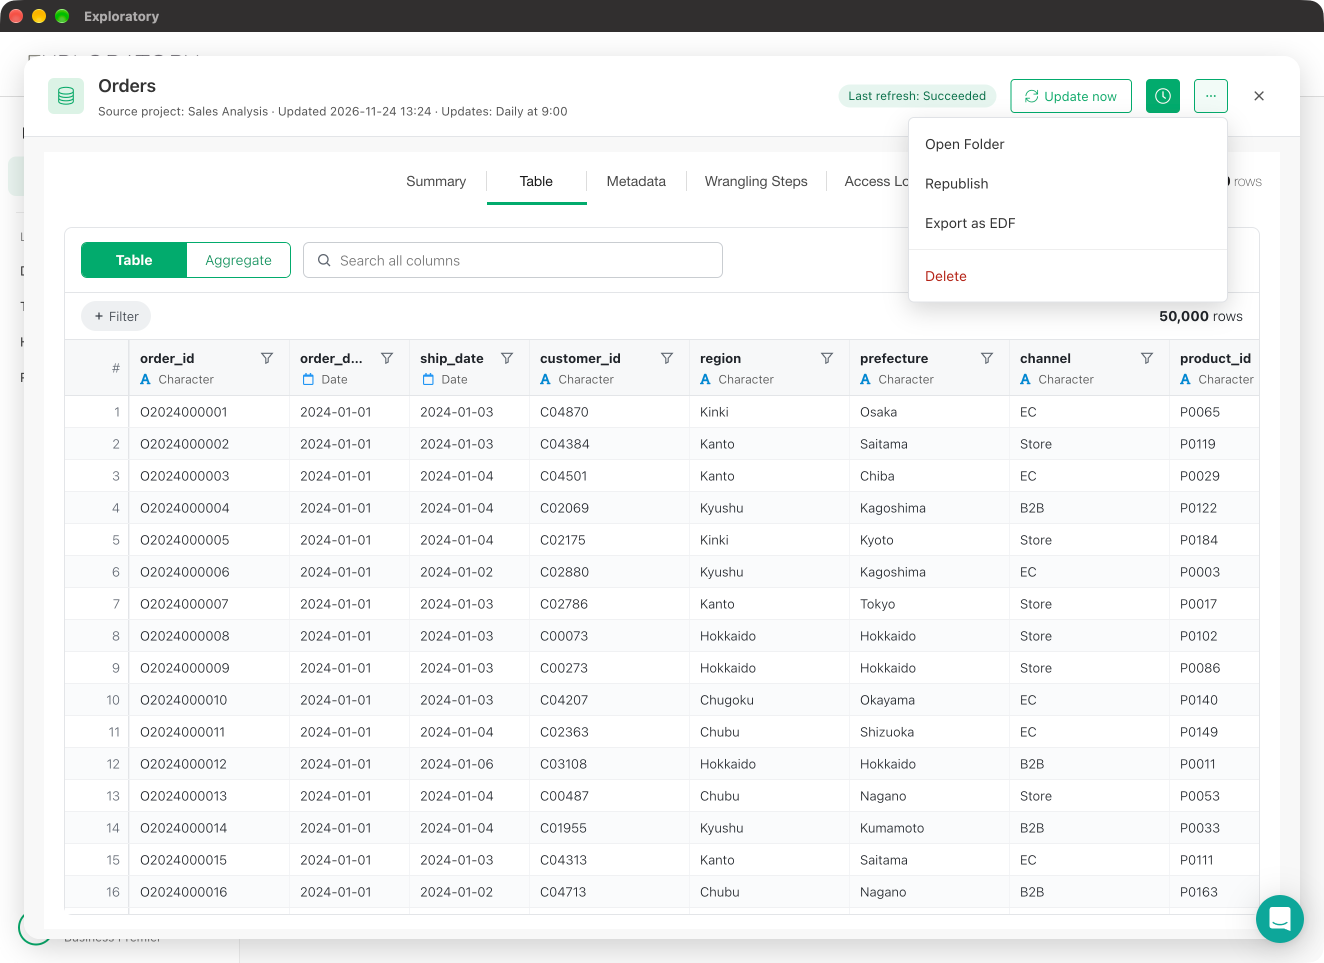 Exploratory
Orders
Source project: Sales Analysis · Updated 2026-11-24 13:24 · Updates: Daily at 9:00
Last refresh: Succeeded
Update now
Open Folder
Republish
Export as EDF
Delete
Summary
Table
Metadata
Wrangling Steps
Access Lo
rows
Table
Aggregate
Search all columns
+ Filter
50,000 rows
# order_id order_d... ship_date customer_id region prefecture channel product_id
A Character Date Date A Character A Character A Character A Character A Character
1 O2024000001 2024-01-01 2024-01-03 C04870 Kinki Osaka EC P0065
2 O2024000002 2024-01-01 2024-01-03 C04384 Kanto Saitama Store P0119
3 O2024000003 2024-01-01 2024-01-04 C04501 Kanto Chiba EC P0029
4 O2024000004 2024-01-01 2024-01-04 C02069 Kyushu Kagoshima B2B P0122
5 O2024000005 2024-01-01 2024-01-04 C02175 Kinki Kyoto Store P0184
6 O2024000006 2024-01-01 2024-01-02 C02880 Kyushu Kagoshima EC P0003
7 O2024000007 2024-01-01 2024-01-03 C02786 Kanto Tokyo Store P0017
8 O2024000008 2024-01-01 2024-01-03 C00073 Hokkaido Hokkaido Store P0102
9 O2024000009 2024-01-01 2024-01-03 C00273 Hokkaido Hokkaido Store P0086
10 O2024000010 2024-01-01 2024-01-03 C04207 Chugoku Okayama EC P0140
11 O2024000011 2024-01-01 2024-01-04 C02363 Chubu Shizuoka EC P0149
12 O2024000012 2024-01-01 2024-01-06 C03108 Hokkaido Hokkaido B2B P0011
13 O2024000013 2024-01-01 2024-01-04 C00487 Chubu Nagano Store P0053
14 O2024000014 2024-01-01 2024-01-04 C01955 Kyushu Kumamoto B2B P0033
15 O2024000015 2024-01-01 2024-01-03 C04313 Kanto Saitama EC P0111
16 O2024000016 2024-01-01 2024-01-02 C04713 Chubu Nagano B2B P0163